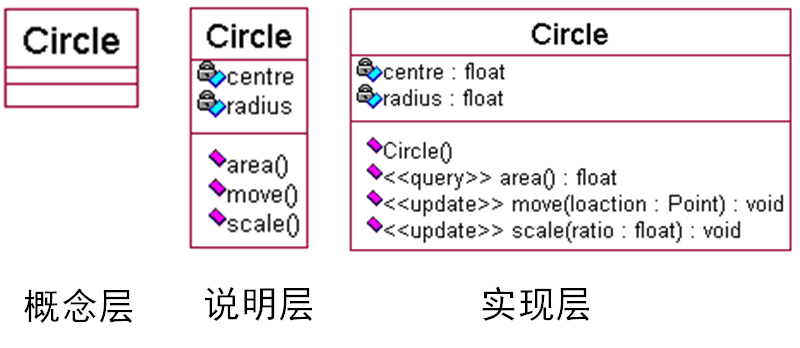 Circle
概念层
Circle
centre
radius
area()
move()
scale()
说明层
Circle
centre : float
radius : float
Circle()
<<query>> area() : float
<<update>> move(loaction : Point) : void
<<update>> scale(ratio : float) : void
实现层